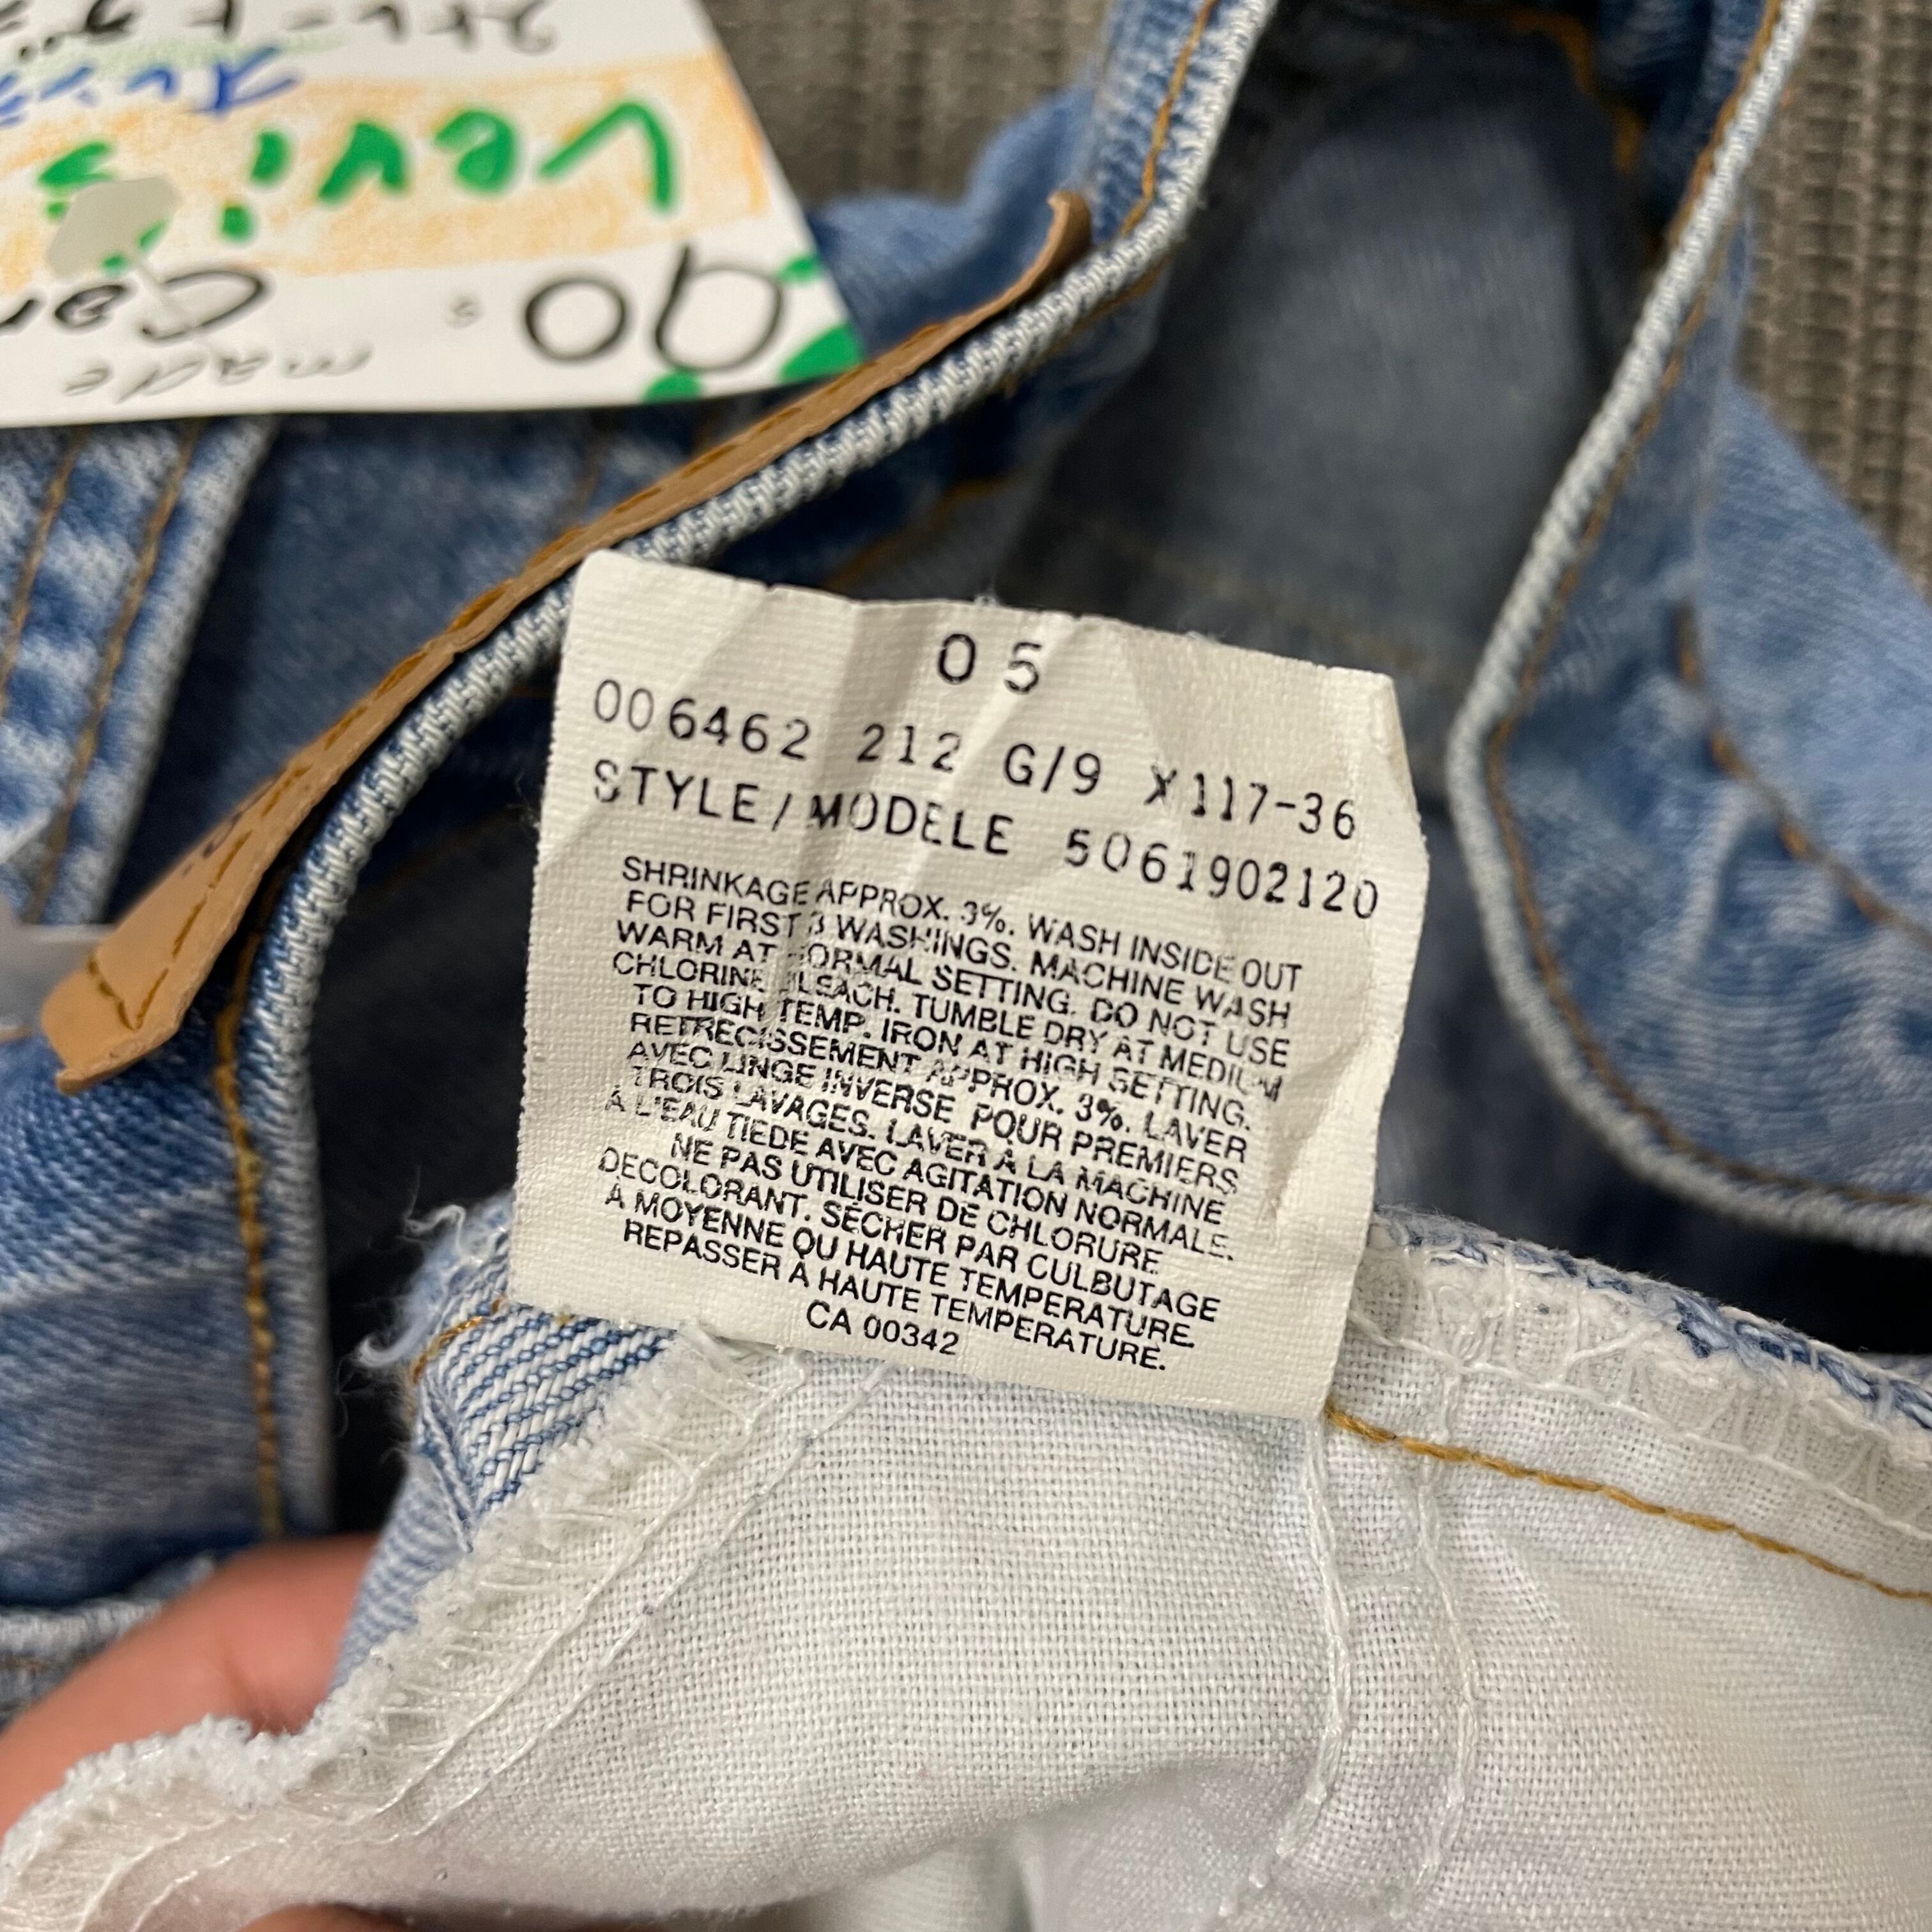 made
90's Can
Levi's
05
006462 212 G/9 X117-36
STYLE/MODELE 5061902120
SHRINKAGE APPROX. 3%. WASH INSIDE OUT
FOR FIRST 3 WASHINGS. MACHINE WASH
WARM AT NORMAL SETTING. DO NOT USE
CHLORINE BLEACH. TUMBLE DRY AT MEDIUM
TO HIGH TEMP. IRON AT HIGH SETTING.
RETRECISSEMENT APPROX. 3%. LAVER
AVEC LINGE INVERSE POUR PREMIERS
TROIS LAVAGES. LAVER À LA MACHINE
À L'EAU TIEDE AVEC AGITATION NORMALE.
NE PAS UTILISER DE CHLORURE
DECOLORANT. SÉCHER PAR CULBUTAGE
À MOYENNE OU HAUTE TEMPERATURE.
REPASSER À HAUTE TEMPERATURE.
CA 00342